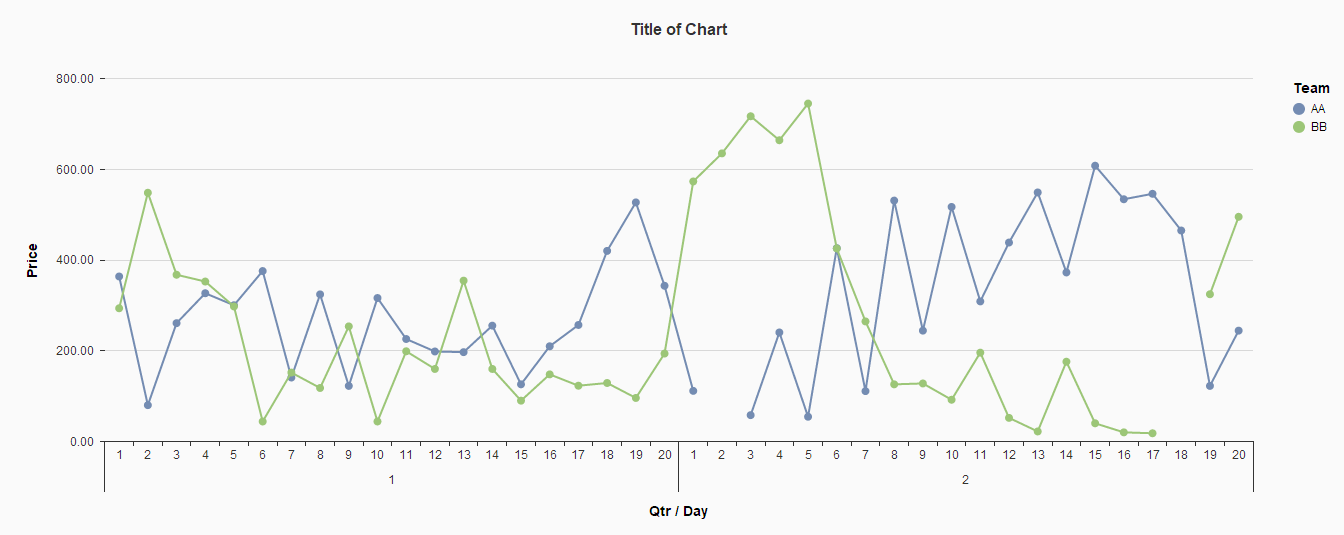 Title of Chart
800.00
600.00
400.00
200.00
0.00
Price
1 2 3 4 5 6 7 8 9 10 11 12 13 14 15 16 17 18 19 20 1 2 3 4 5 6 7 8 9 10 11 12 13 14 15 16 17 18 19 20
1 2
Qtr / Day
Team
AA
BB